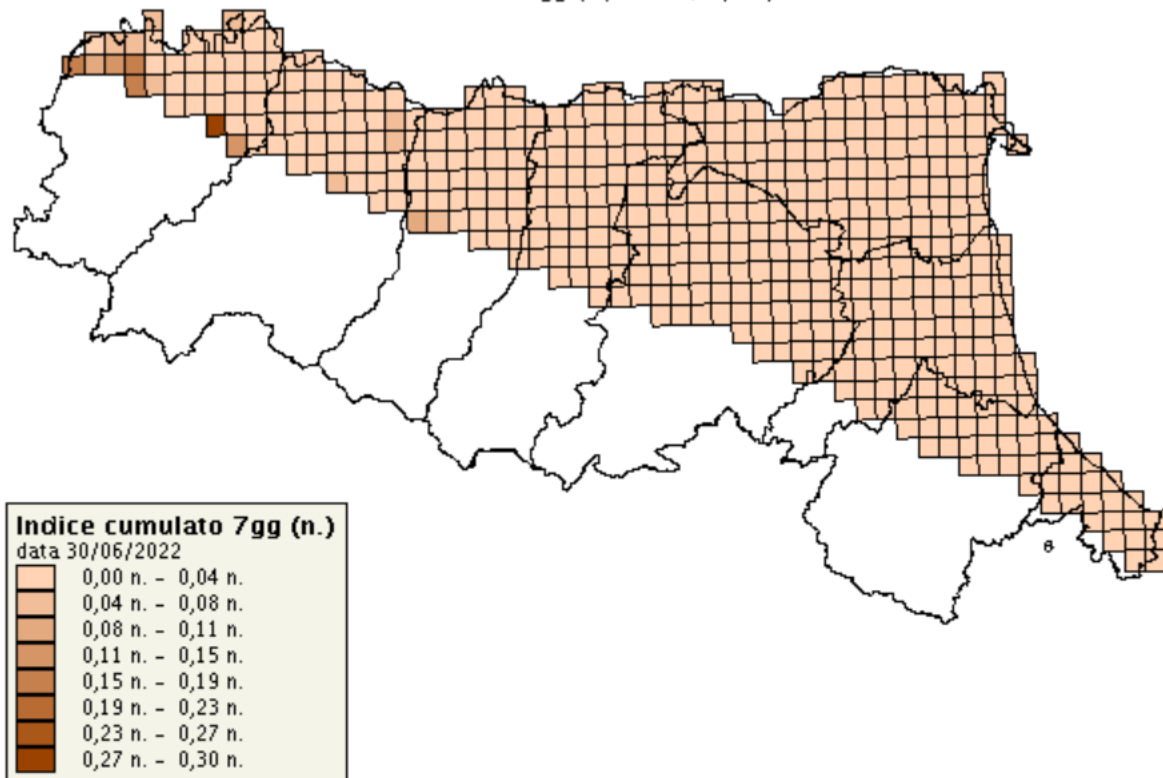 Indice cumulato 7gg (n.)
data 30/06/2022
0,00 n. - 0,04 n.
0,04 n. - 0,08 n.
0,08 n. - 0,11 n.
0,11 n. - 0,15 n.
0,15 n. - 0,19 n.
0,19 n. - 0,23 n.
0,23 n. - 0,27 n.
0,27 n. - 0,30 n.